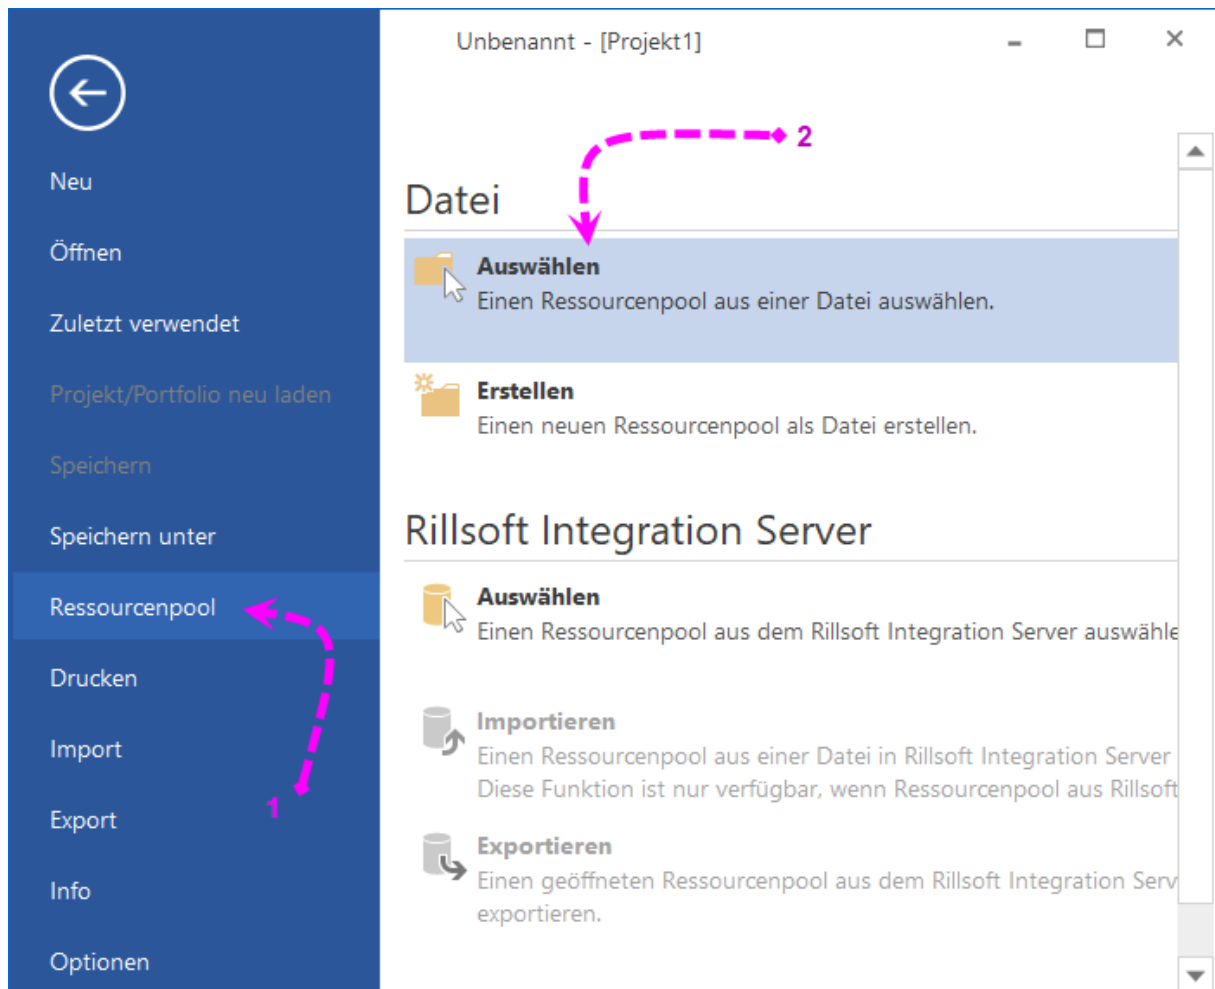 Unbenannt - [Projekt1]
2
Neu
Öffnen
Zuletzt verwendet
Projekt/Portfolio neu laden
Speichern
Speichern unter
Ressourcenpool
Drucken
Import
1
Export
Info
Optionen
Datei
Auswählen
Einen Ressourcenpool aus einer Datei auswählen.
Erstellen
Einen neuen Ressourcenpool als Datei erstellen.
Rillsoft Integration Server
Auswählen
Einen Ressourcenpool aus dem Rillsoft Integration Server auswähle
Importieren
Einen Ressourcenpool aus einer Datei in Rillsoft Integration Server
Diese Funktion ist nur verfügbar, wenn Ressourcenpool aus Rillsoft
Exportieren
Einen geöffneten Ressourcenpool aus dem Rillsoft Integration Serv
exportieren.